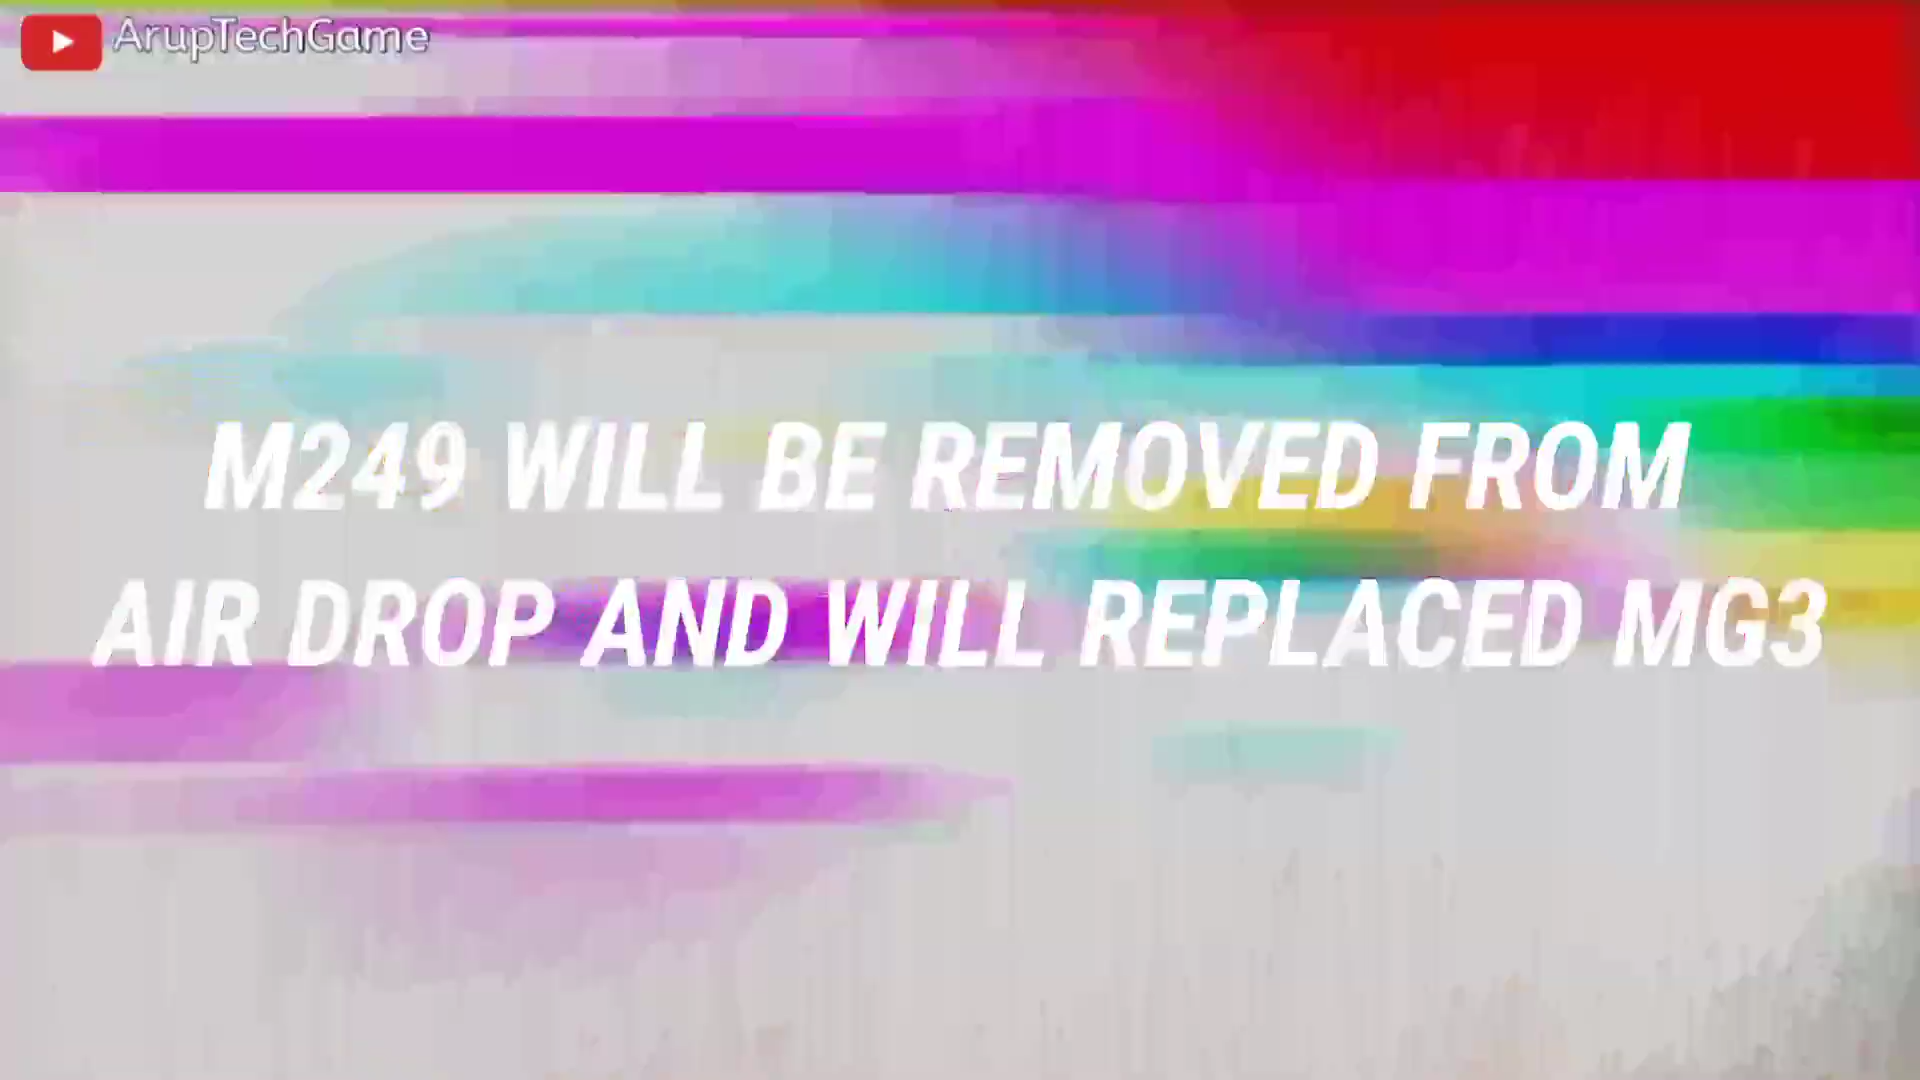 ArupTechGame
M249 WILL BE REMOVED FROM
AIR DROP AND WILL REPLACED MG3